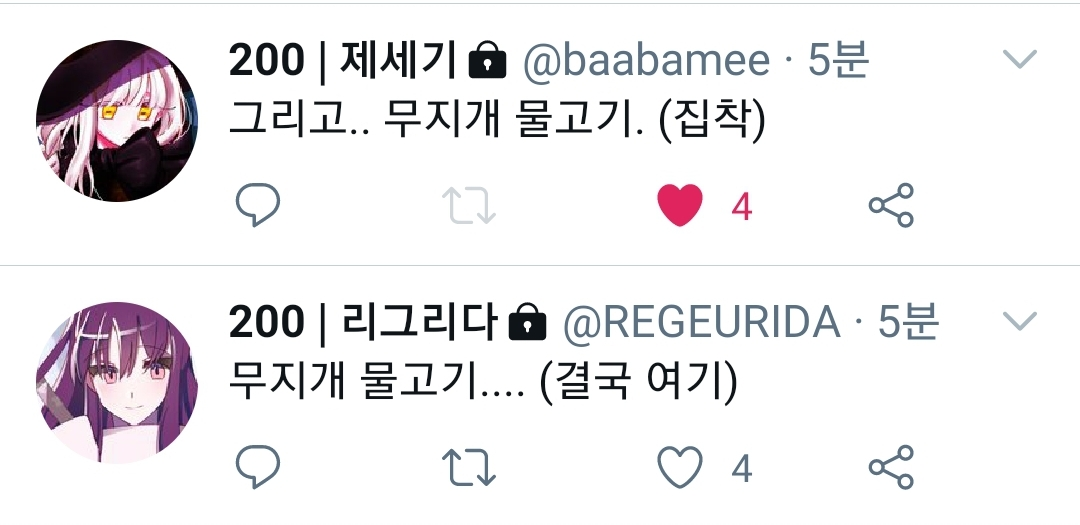 200 | 제세기 @baabamee · 5분
그리고.. 무지개 물고기. (집착)
4
200 | 리그리다 @REGEURIDA · 5분
무지개 물고기.... (결국 여기)
4